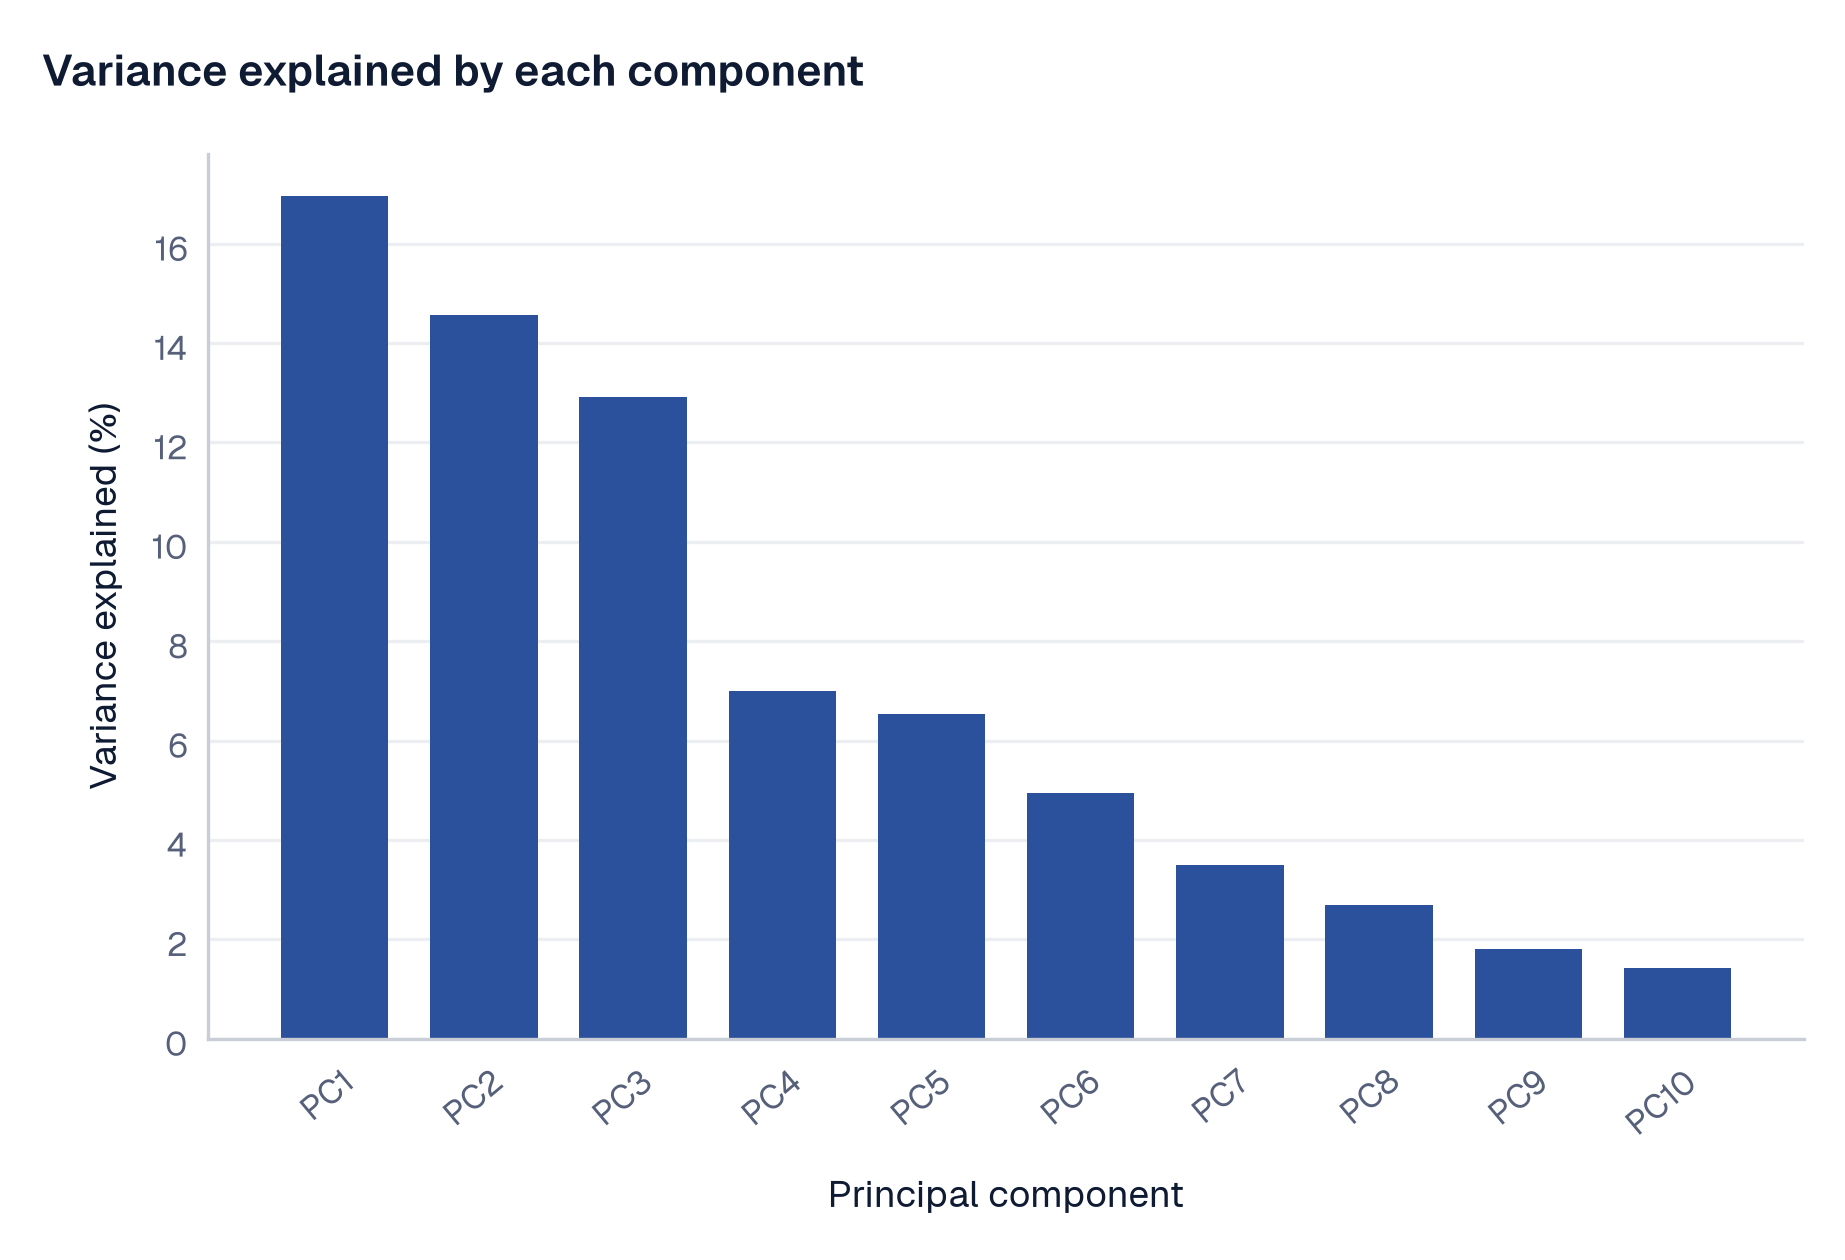 Variance explained by each component
Variance explained (%)
16
14
12
10
8
6
4
2
0
PC1
PC2
PC3
PC4
PC5
PC6
PC7
PC8
PC9
PC10
Principal component